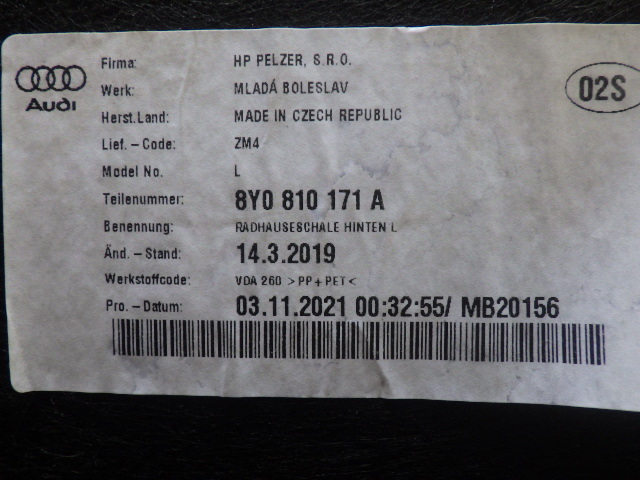 Audi
02S
Firma: HP PELZER, S.R.O.
Werk: MLADÁ BOLESLAV
Herst.Land: MADE IN CZECH REPUBLIC
Lief.-Code: ZM4
Model No. L
Teilenummer: 8Y0 810 171 A
Benennung: RADHAUSESCHALE HINTEN L
Änd.-Stand: 14.3.2019
Werkstoffcode: VDA 260 >PP+PET<
Pro.-Datum: 03.11.2021 00:32:55/ MB20156